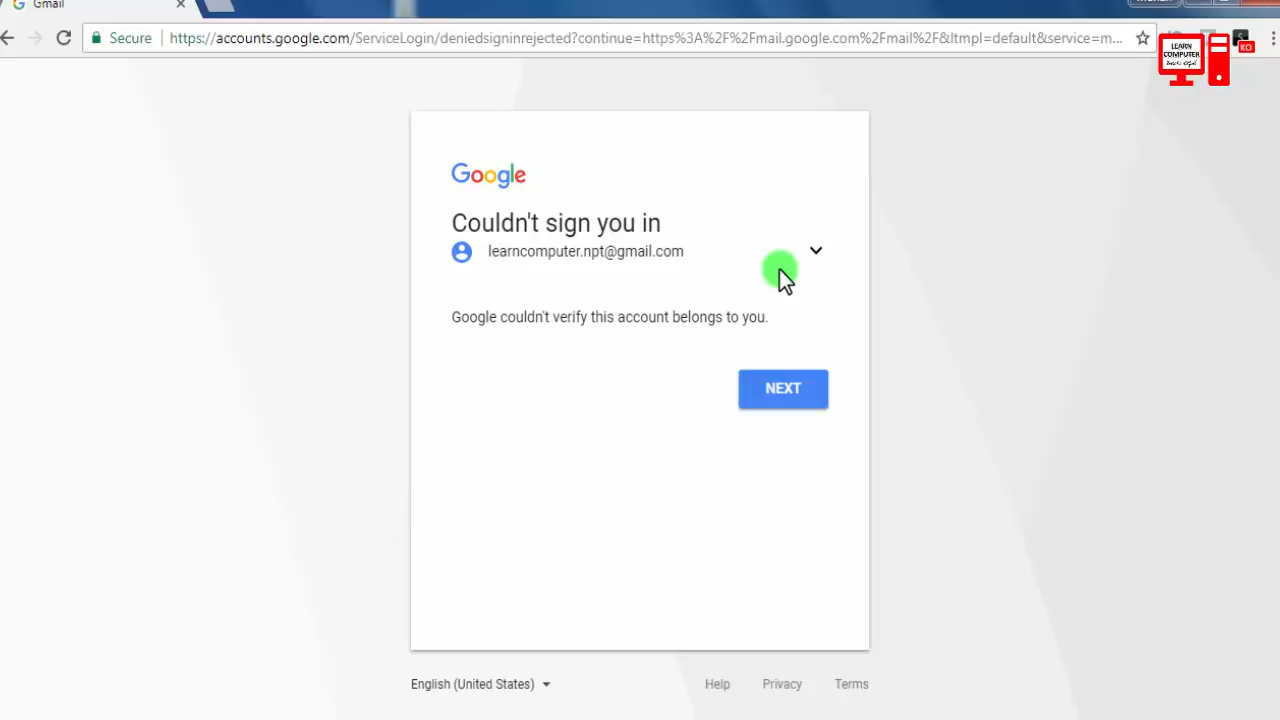 Gmail
Secure https://accounts.google.com/ServiceLogin/deniedsigninrejected?continue=https%3A%2F%2Fmail.google.com%2Fmail%2F&ltmpl=default&service=m...
LEARN
COMPUTER
KO
Google
Couldn't sign you in
learncomputer.npt@gmail.com
Google couldn't verify this account belongs to you.
NEXT
English (United States)
Help Privacy Terms